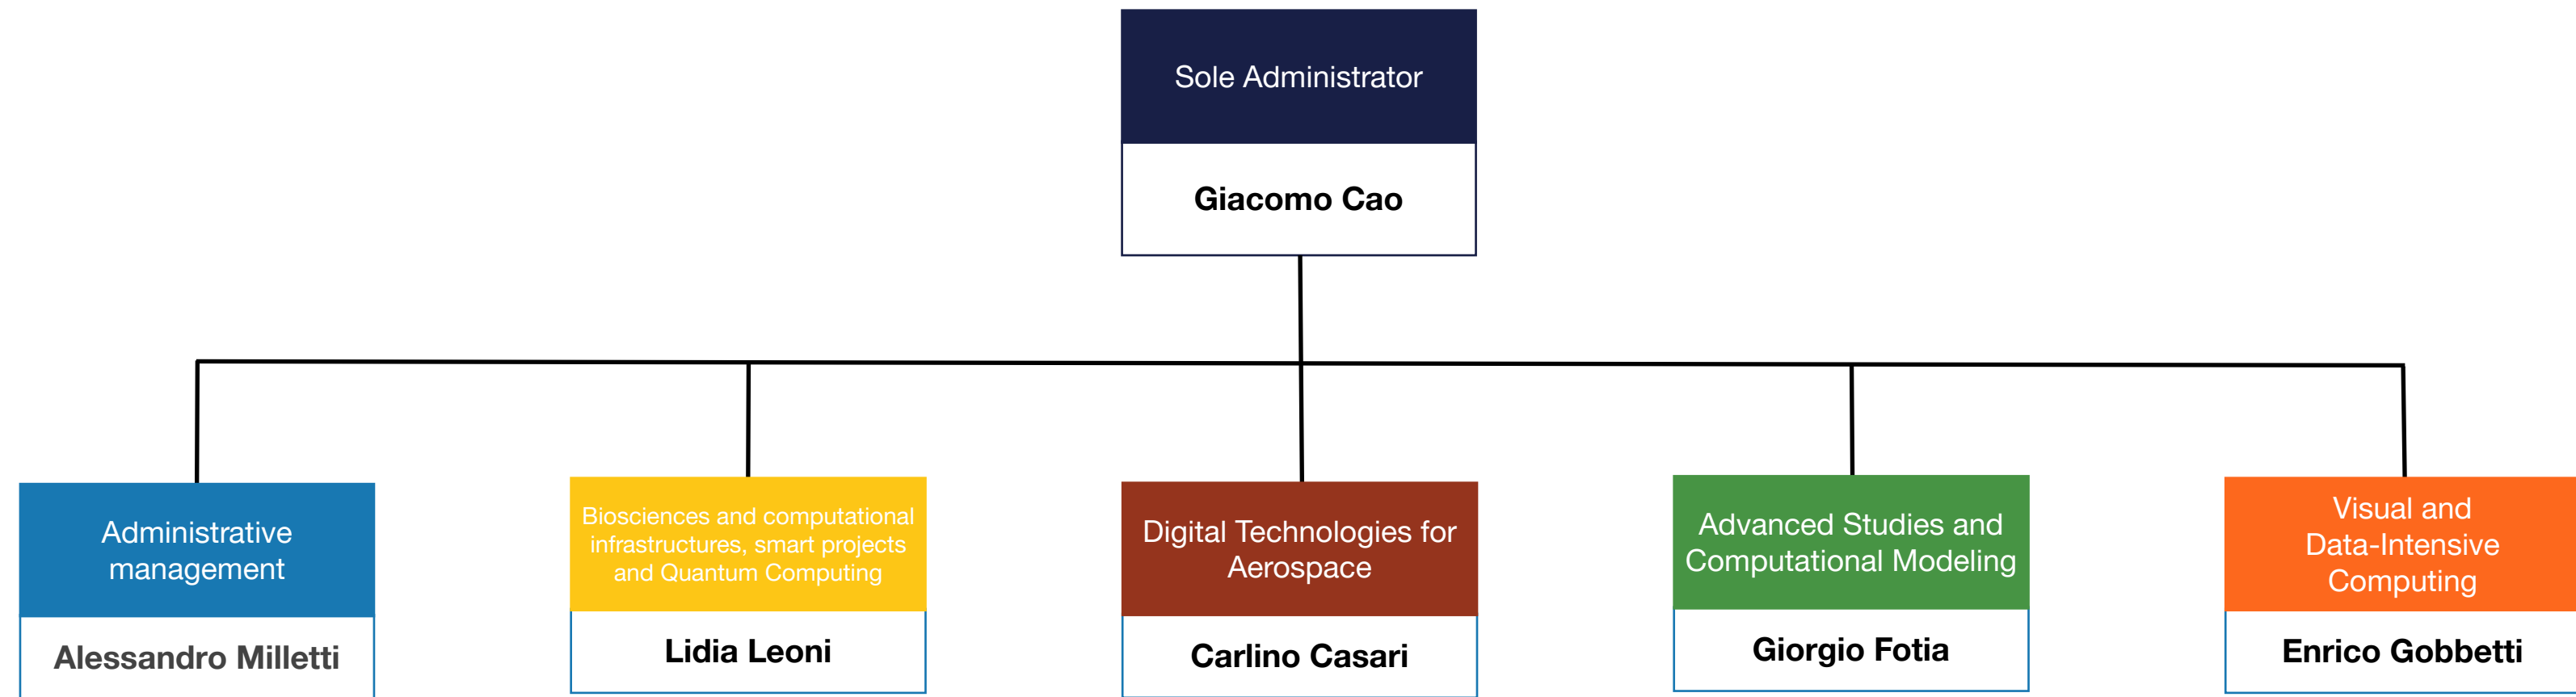 Sole Administrator
Giacomo Cao
Administrative
management
Alessandro Milletti
Biosciences and computational
infrastructures, smart projects
and Quantum Computing
Lidia Leoni
Digital Technologies for
Aerospace
Carlino Casari
Advanced Studies and
Computational Modeling
Giorgio Fotia
Visual and
Data-Intensive
Computing
Enrico Gobbetti